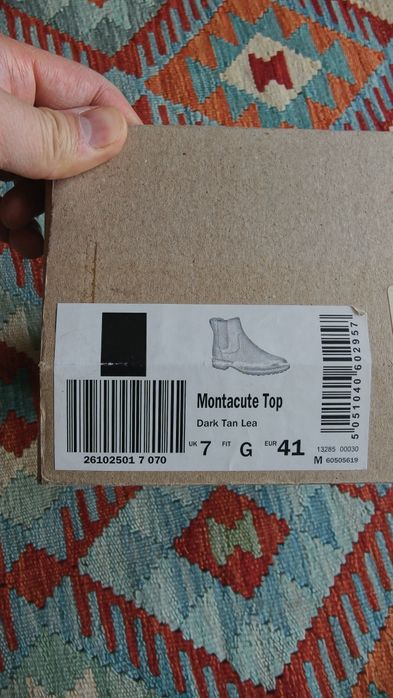 Montacute Top
Dark Tan Lea
UK 7 FIT G EUR 41
26102501 7 070
13285 00030
M 60505619
5 051040 602957